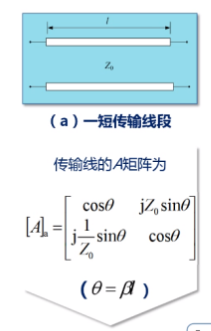 l
Z₀
（a）一短传输线段
传输线的A矩阵为
[A]ₐ = [cosθ jZ₀sinθ
j 1/Z₀ sinθ cosθ]
（θ=βl）